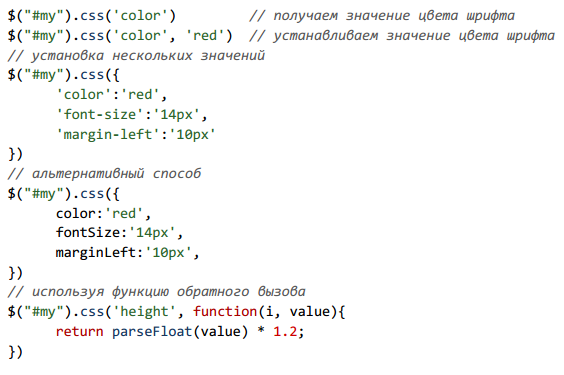 $("#my").css('color')         // получаем значение цвета шрифта
$("#my").css('color', 'red')  // устанавливаем значение цвета шрифта
// установка нескольких значений
$("#my").css({
      'color':'red',
      'font-size':'14px',
      'margin-left':'10px'
})
// альтернативный способ
$("#my").css({
      color:'red',
      fontSize:'14px',
      marginLeft:'10px',
})
// используя функцию обратного вызова
$("#my").css('height', function(i, value){
      return parseFloat(value) * 1.2;
})